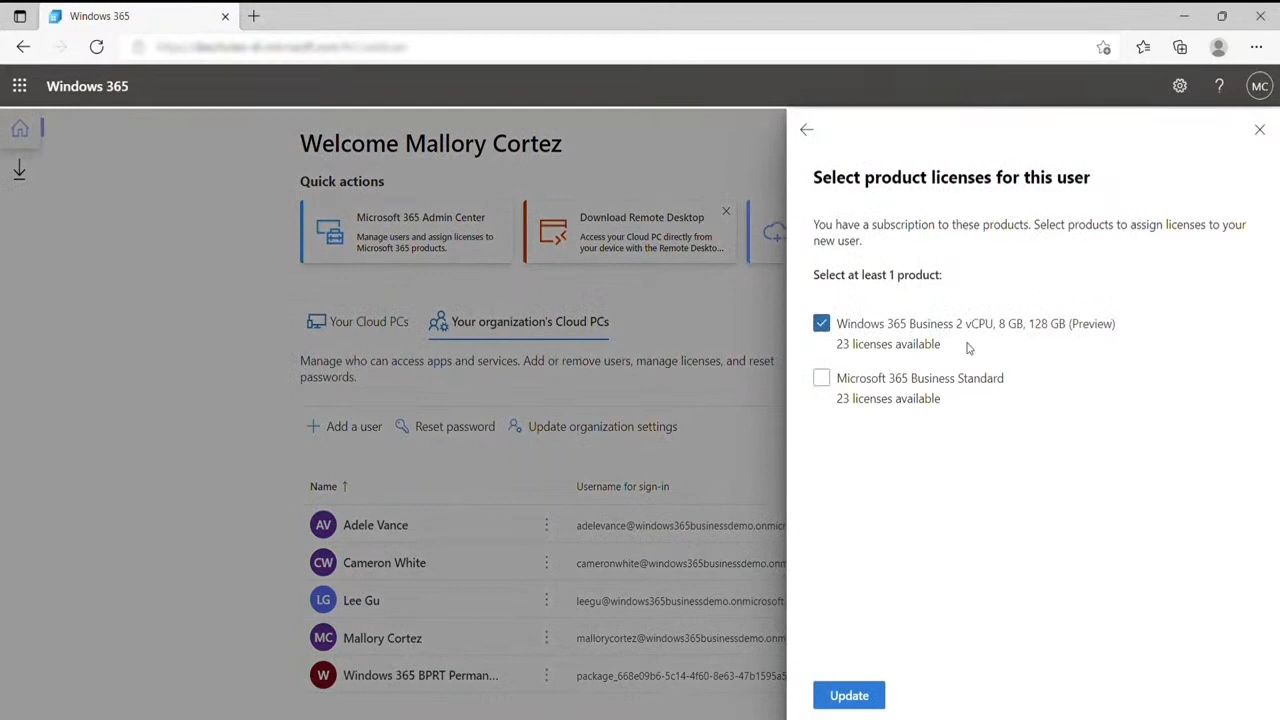 Windows 365
Windows 365
MC
Welcome Mallory Cortez
Quick actions
Microsoft 365 Admin Center
Manage users and assign licenses to
Microsoft 365 products.
Download Remote Desktop
Access your Cloud PC directly from
your device with the Remote Deskto...
Your Cloud PCs
Your organization's Cloud PCs
Manage who can access apps and services. Add or remove users, manage licenses, and reset
passwords.
Add a user
Reset password
Update organization settings
Name ↑
Username for sign-in
AV Adele Vance
adelevance@windows365businessdemo.onmicr
CW Cameron White
cameronwhite@windows365businessdemo.onm
LG Lee Gu
leegu@windows365businessdemo.onmicrosoft.
MC Mallory Cortez
mallorycortez@windows365businessdemo.onm
W Windows 365 BPRT Perman...
package_668e09b6-5c14-4f60-8e63-47b1595a5
Select product licenses for this user
You have a subscription to these products. Select products to assign licenses to your
new user.
Select at least 1 product:
Windows 365 Business 2 vCPU, 8 GB, 128 GB (Preview)
23 licenses available
Microsoft 365 Business Standard
23 licenses available
Update